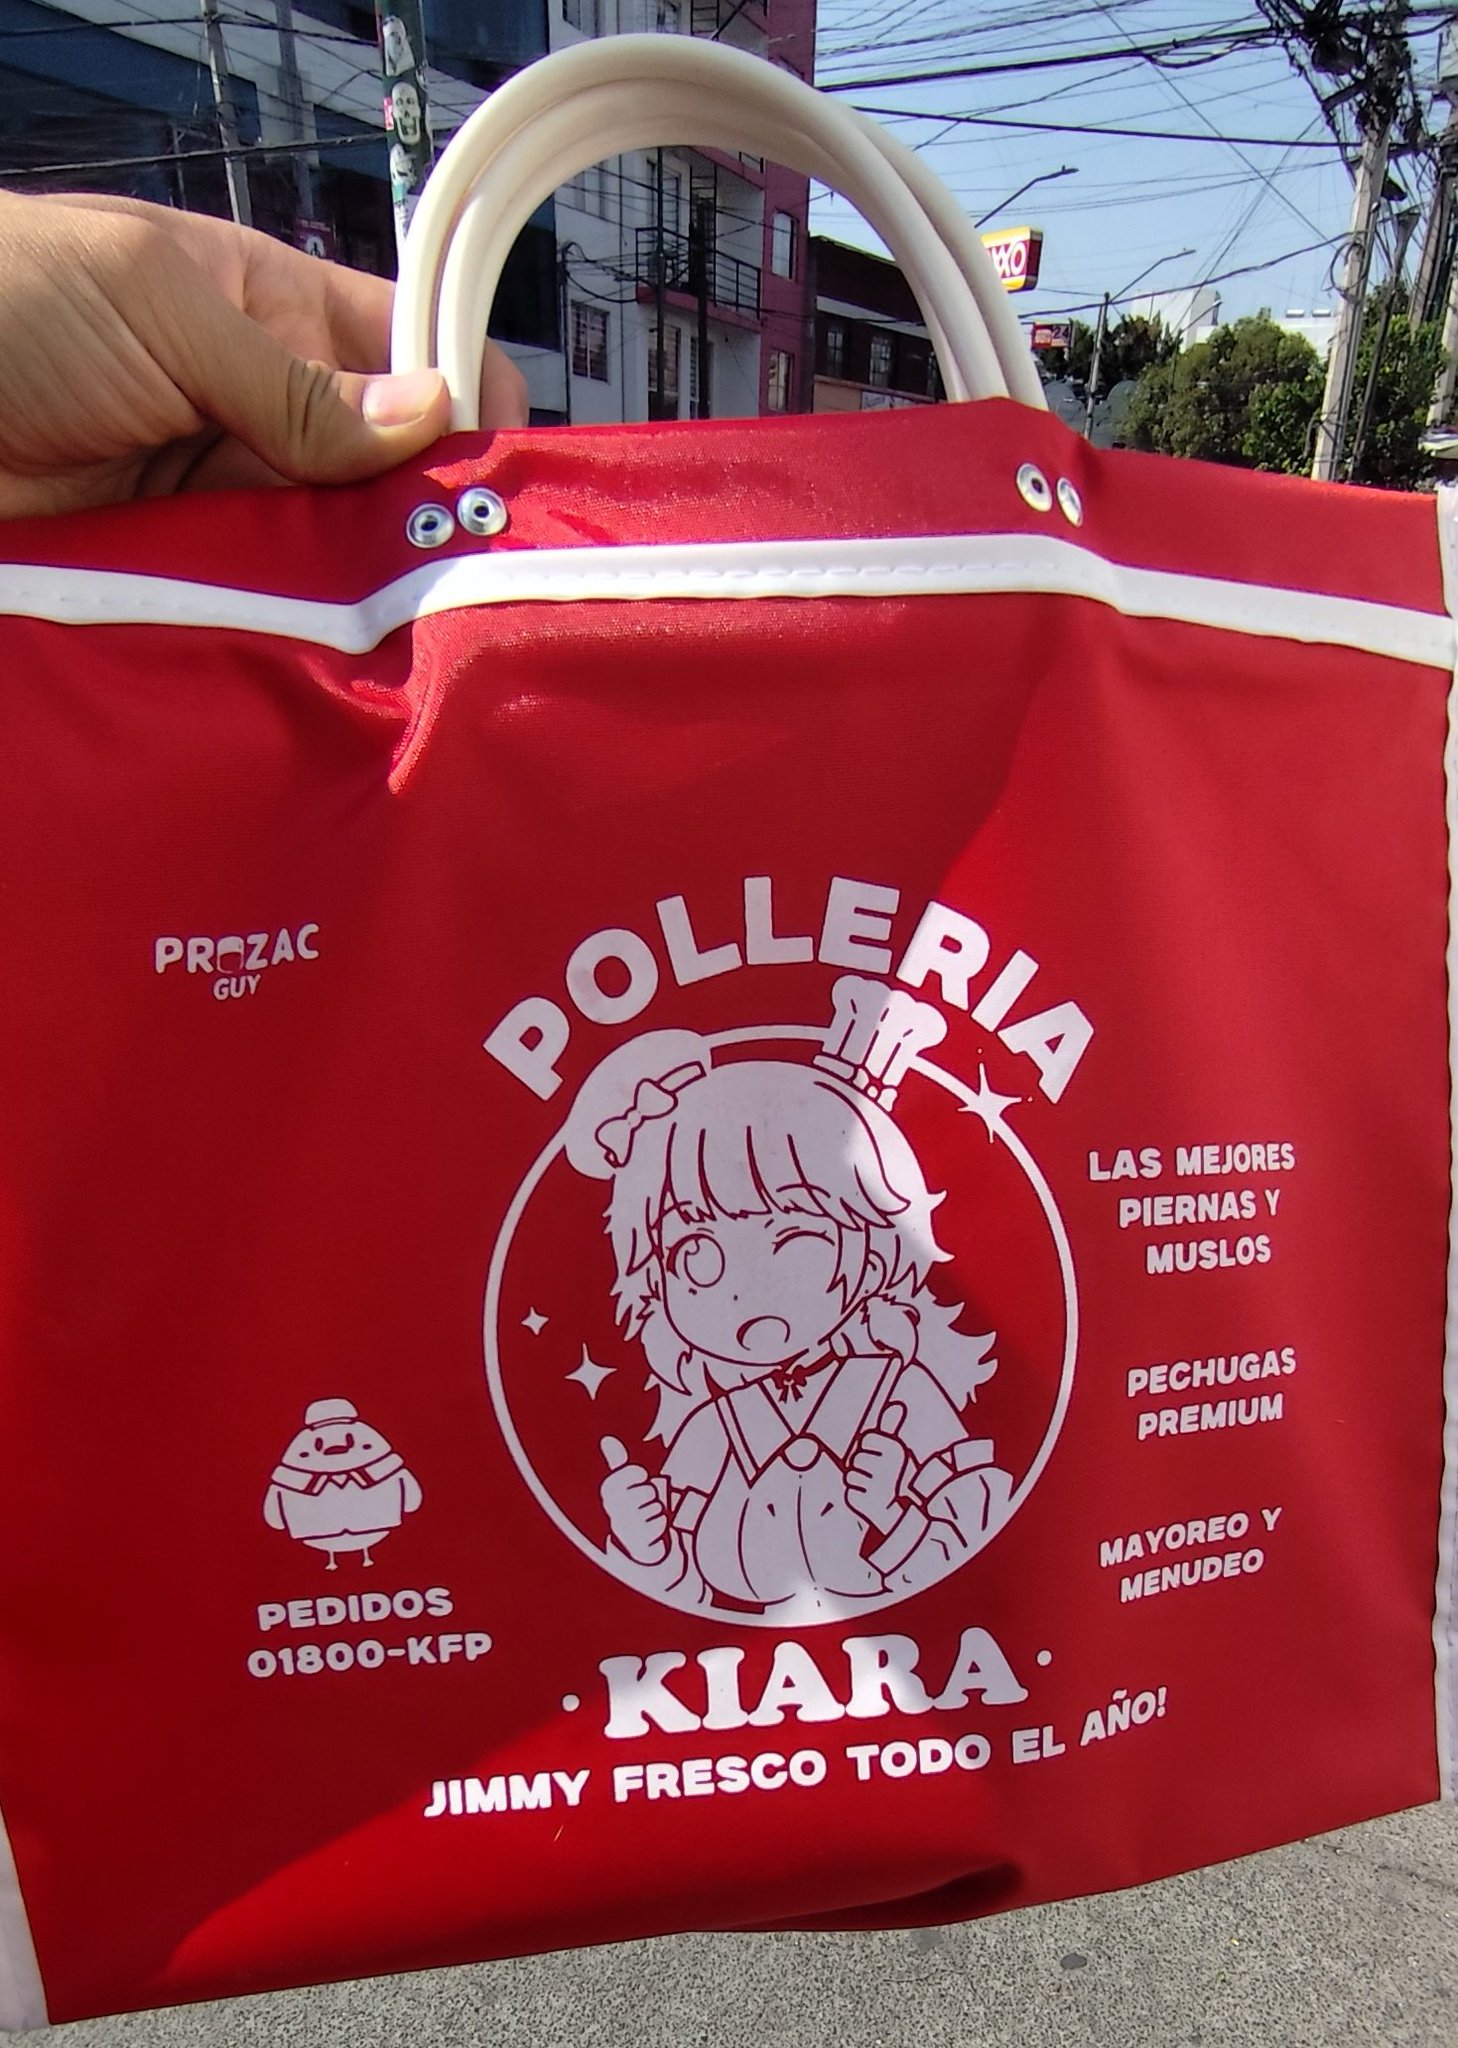 PROZAC
GUY
POLLERIA
LAS MEJORES
PIERNAS Y
MUSLOS
PECHUGAS
PREMIUM
MAYOREO Y
MENUDEO
PEDIDOS
01800-KFP
·KIARA·
JIMMY FRESCO TODO EL AÑO!
24